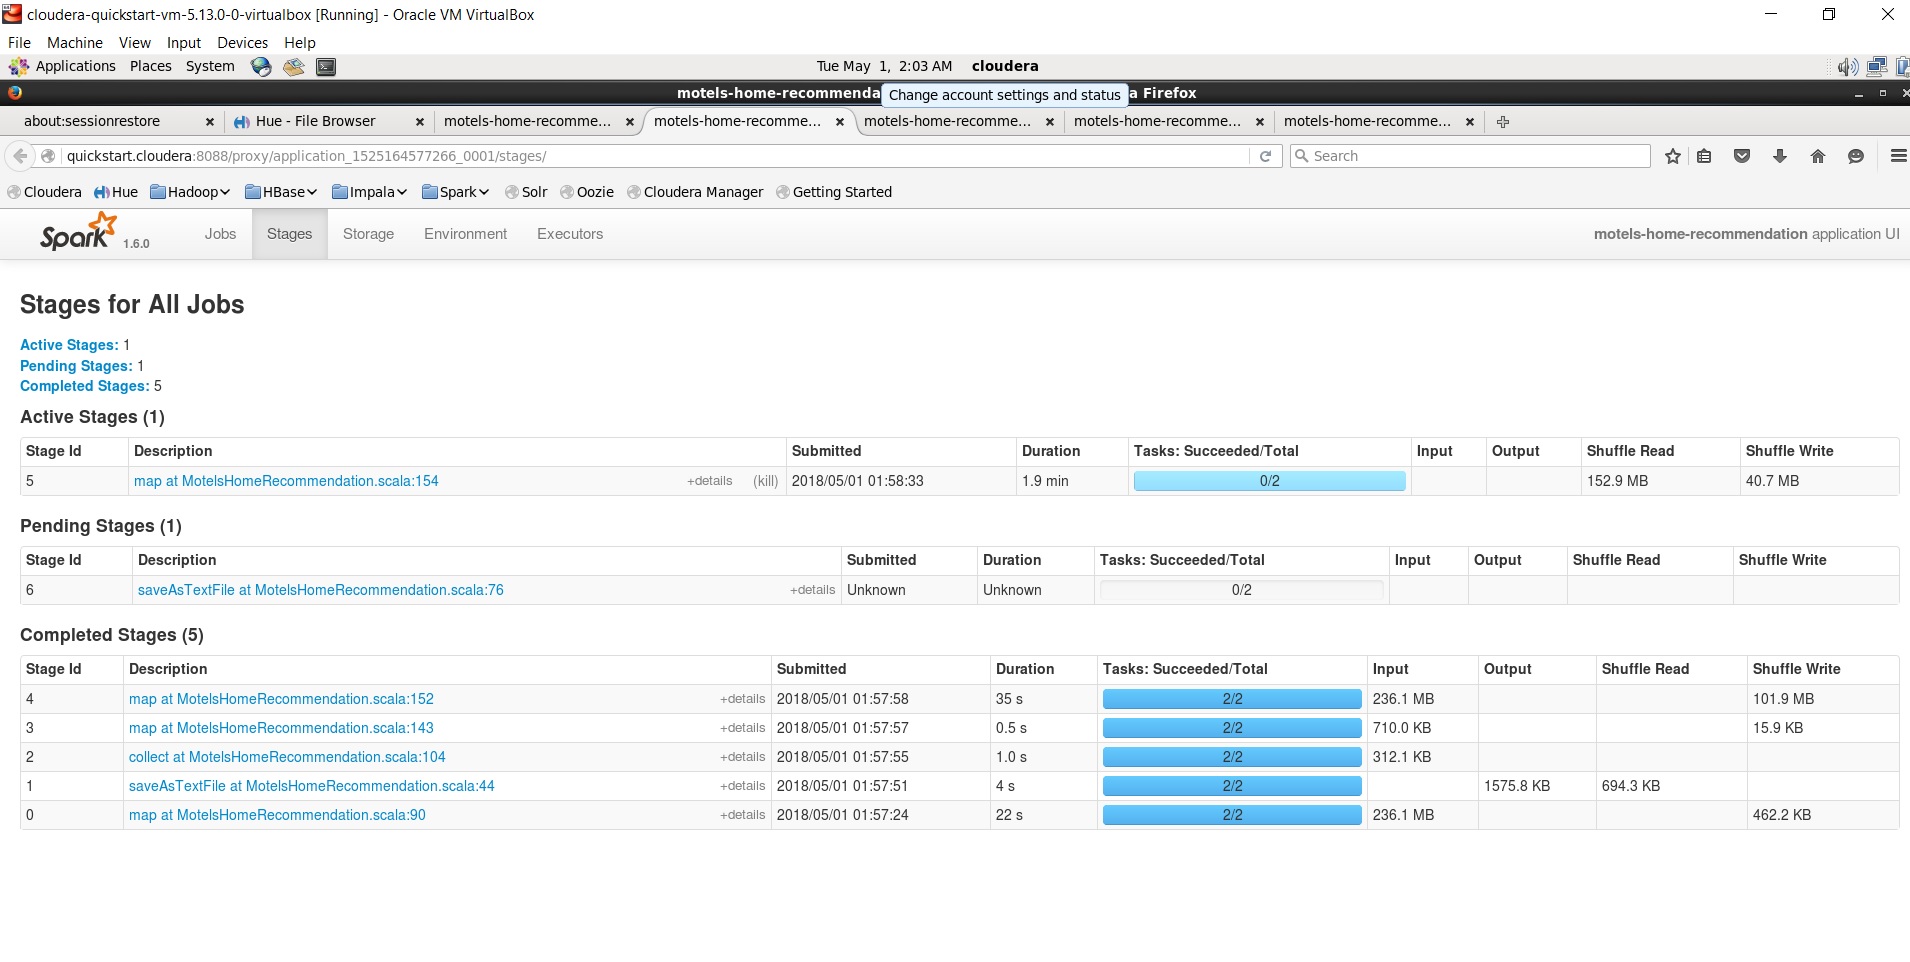 cloudera-quickstart-vm-5.13.0-0-virtualbox [Running] - Oracle VM VirtualBox
File Machine View Input Devices Help
Applications Places System Tue May 1, 2:03 AM cloudera
motels-home-recommenda Change account settings and status a Firefox
about:sessionrestore Hue - File Browser motels-home-recomme... motels-home-recomme... motels-home-recomme... motels-home-recomme... motels-home-recomme...
quickstart.cloudera:8088/proxy/application_1525164577266_0001/stages/ Search
Cloudera Hue Hadoop HBase Impala Spark Solr Oozie Cloudera Manager Getting Started
Spark 1.6.0 Jobs Stages Storage Environment Executors motels-home-recommendation application UI
Stages for All Jobs
Active Stages: 1
Pending Stages: 1
Completed Stages: 5
Active Stages (1)
Stage Id Description Submitted Duration Tasks: Succeeded/Total Input Output Shuffle Read Shuffle Write
5 map at MotelsHomeRecommendation.scala:154 +details (kill) 2018/05/01 01:58:33 1.9 min 0/2 152.9 MB 40.7 MB
Pending Stages (1)
Stage Id Description Submitted Duration Tasks: Succeeded/Total Input Output Shuffle Read Shuffle Write
6 saveAsTextFile at MotelsHomeRecommendation.scala:76 +details Unknown Unknown 0/2
Completed Stages (5)
Stage Id Description Submitted Duration Tasks: Succeeded/Total Input Output Shuffle Read Shuffle Write
4 map at MotelsHomeRecommendation.scala:152 +details 2018/05/01 01:57:58 35 s 2/2 236.1 MB 101.9 MB
3 map at MotelsHomeRecommendation.scala:143 +details 2018/05/01 01:57:57 0.5 s 2/2 710.0 KB 15.9 KB
2 collect at MotelsHomeRecommendation.scala:104 +details 2018/05/01 01:57:55 1.0 s 2/2 312.1 KB
1 saveAsTextFile at MotelsHomeRecommendation.scala:44 +details 2018/05/01 01:57:51 4 s 2/2 1575.8 KB 694.3 KB
0 map at MotelsHomeRecommendation.scala:90 +details 2018/05/01 01:57:24 22 s 2/2 236.1 MB 462.2 KB